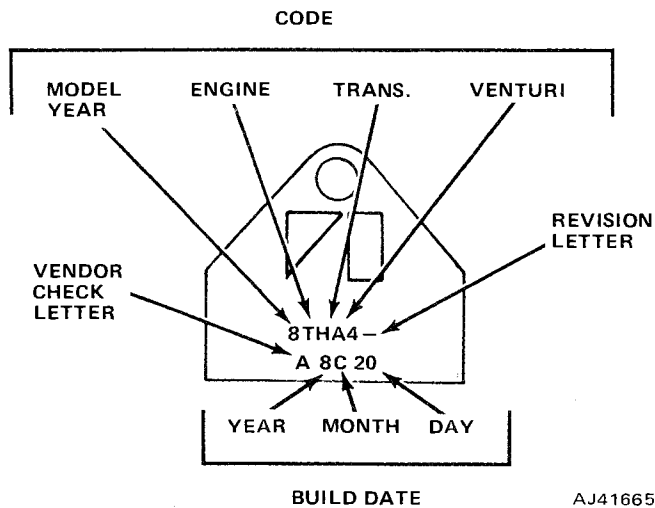 CODE
MODEL YEAR
ENGINE
TRANS.
VENTURI
REVISION LETTER
VENDOR CHECK LETTER
8THA4–
A 8C 20
YEAR
MONTH
DAY
BUILD DATE
AJ41665